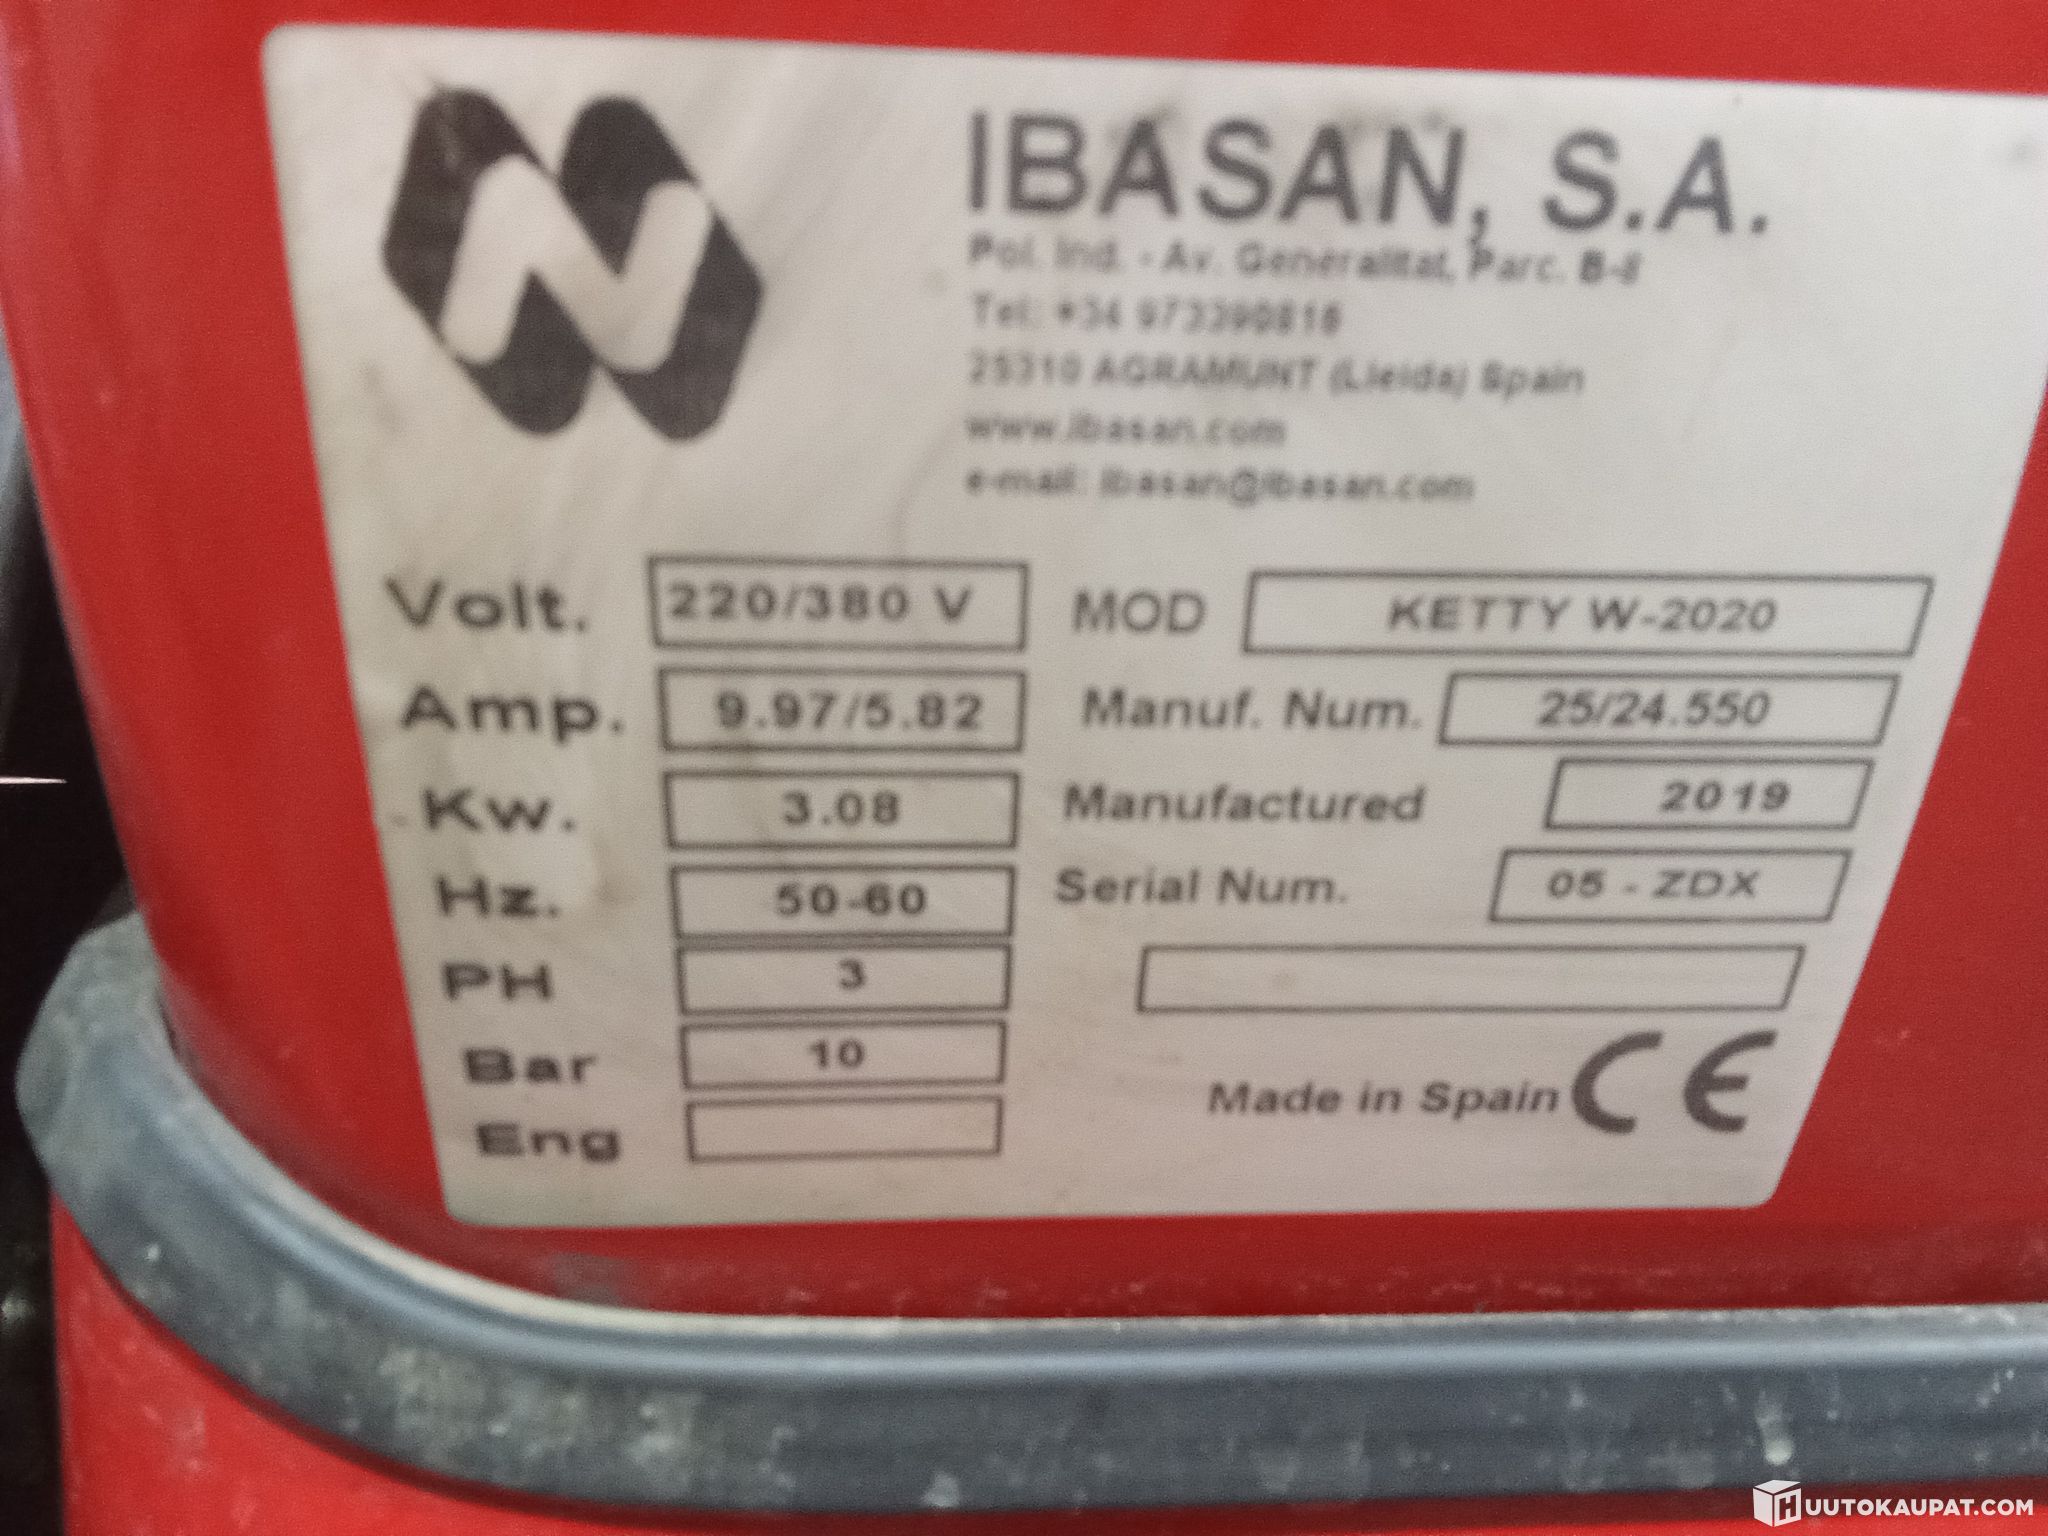 IBASAN, S.A.
Pol. Ind. - Av. Generalitat, Parc. B-8
Tel: +34 973390816
25310 AGRAMUNT (Lleida) Spain
www.ibasan.com
e-mail: ibasan@ibasan.com
Volt. 220/380 V MOD KETTY W-2020
Amp. 9.97/5.82 Manuf. Num. 25/24.550
Kw. 3.08 Manufactured 2019
Hz. 50-60 Serial Num. 05 - ZDX
PH 3
Bar 10
Made in Spain CE
Eng
HUUTOKAUPAT.COM